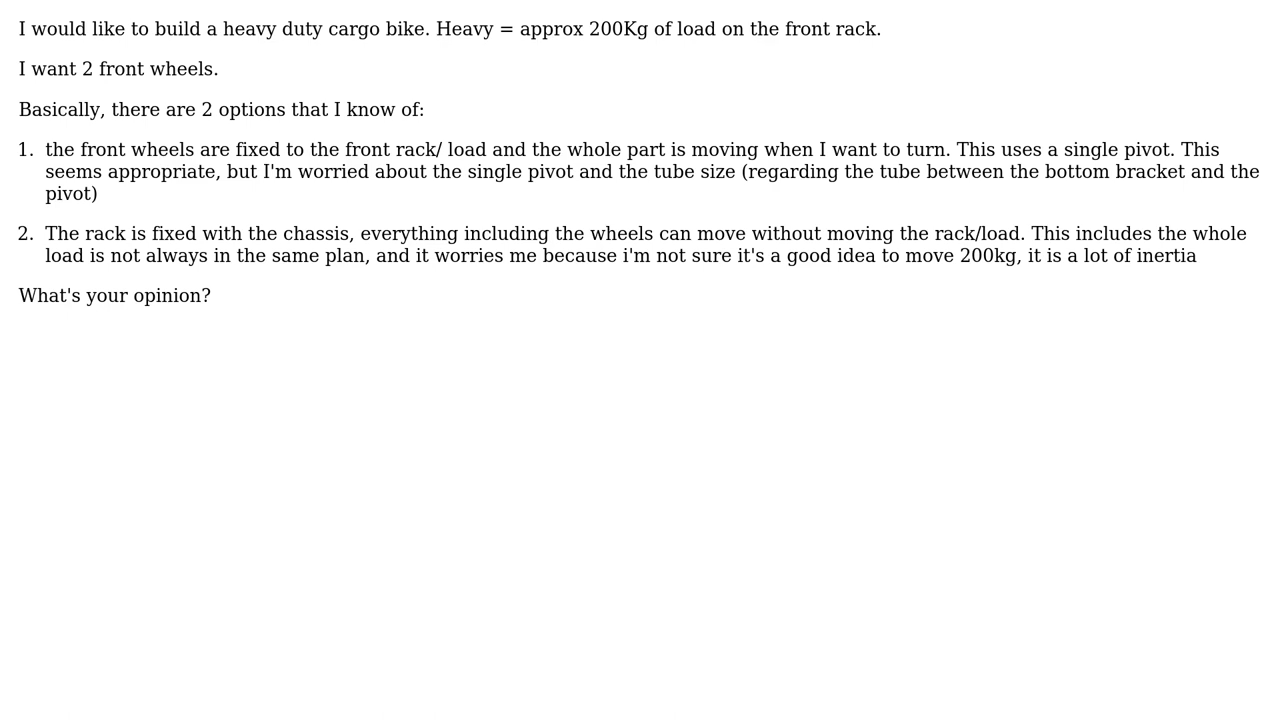 I would like to build a heavy duty cargo bike. Heavy = approx 200Kg of load on the front rack.
I want 2 front wheels.
Basically, there are 2 options that I know of:
1. the front wheels are fixed to the front rack/ load and the whole part is moving when I want to turn. This uses a single pivot. This
seems appropriate, but I'm worried about the single pivot and the tube size (regarding the tube between the bottom bracket and the
pivot)
2. The rack is fixed with the chassis, everything including the wheels can move without moving the rack/load. This includes the whole
load is not always in the same plan, and it worries me because i'm not sure it's a good idea to move 200kg, it is a lot of inertia
What's your opinion?